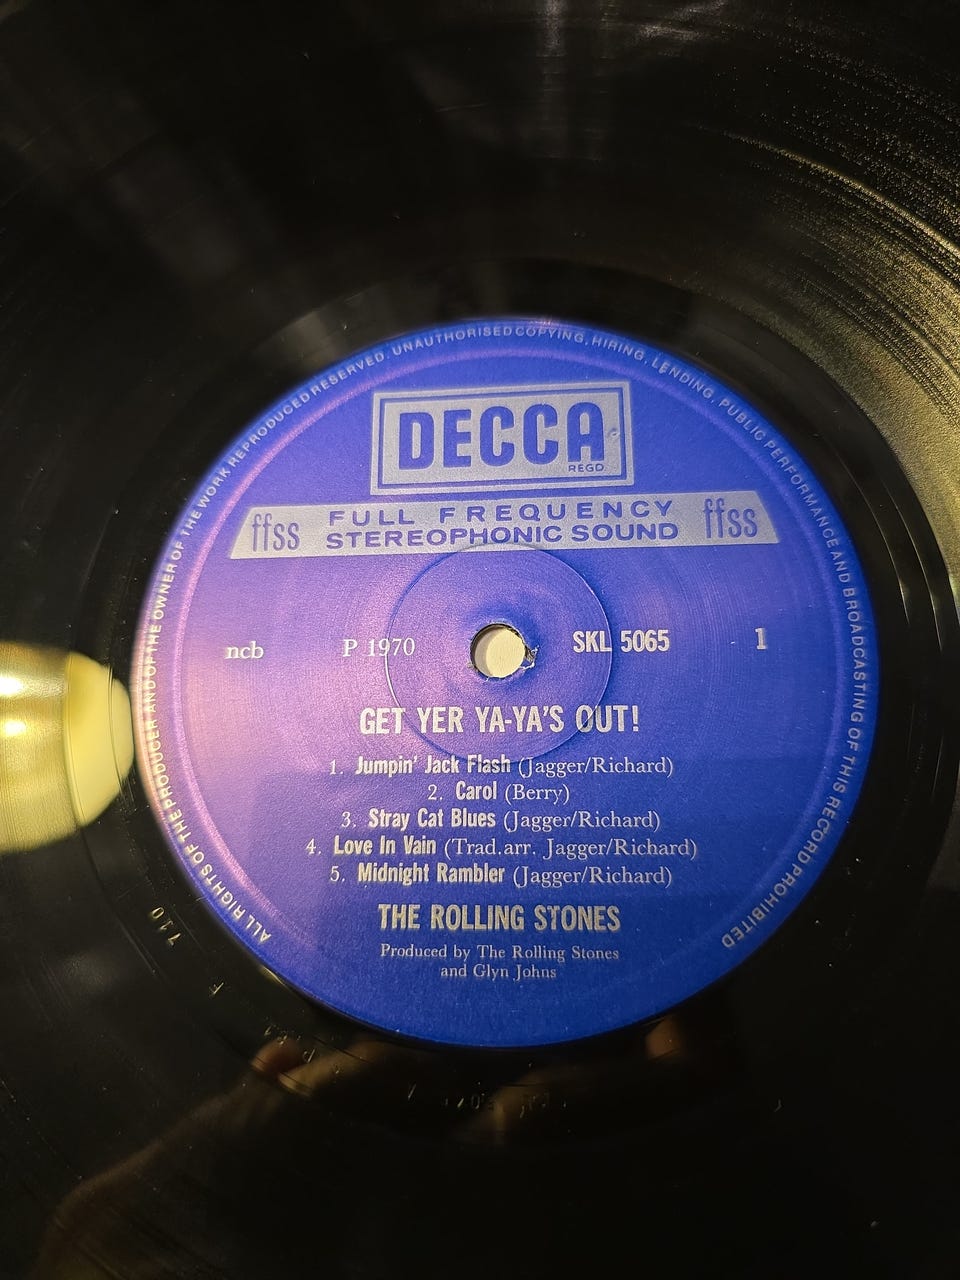 DECCA
REGD.
ffss FULL FREQUENCY ffss
STEREOPHONIC SOUND
ncb P 1970 SKL 5065 1
GET YER YA-YA'S OUT!
1. Jumpin' Jack Flash (Jagger/Richard)
2. Carol (Berry)
3. Stray Cat Blues (Jagger/Richard)
4. Love In Vain (Trad.arr. Jagger/Richard)
5. Midnight Rambler (Jagger/Richard)
THE ROLLING STONES
Produced by The Rolling Stones
and Glyn Johns
ALL RIGHTS OF THE PRODUCER AND OF THE OWNER OF THE WORK REPRODUCED RESERVED. UNAUTHORISED COPYING, HIRING, LENDING, PUBLIC PERFORMANCE AND BROADCASTING OF THIS RECORD PROHIBITED